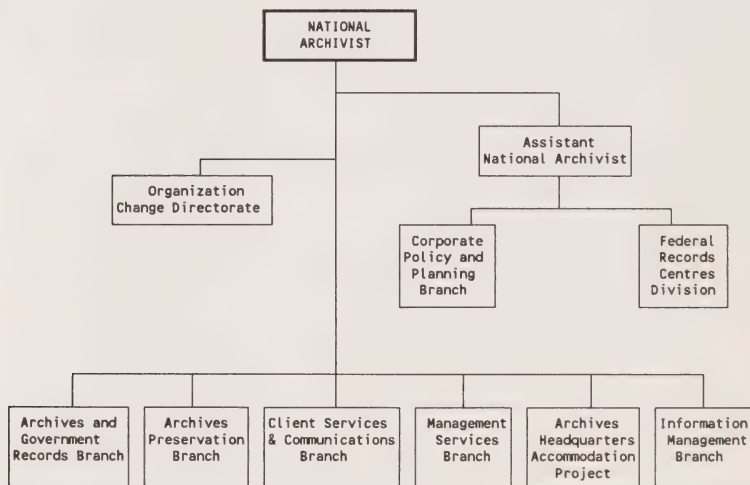 NATIONAL
ARCHIVIST
Assistant
National Archivist
Organization
Change Directorate
Corporate
Policy and
Planning
Branch
Federal
Records
Centres
Division
Archives and
Government
Records Branch
Archives
Preservation
Branch
Client Services
& Communications
Branch
Management
Services
Branch
Archives
Headquarters
Accommodation
Project
Information
Management
Branch